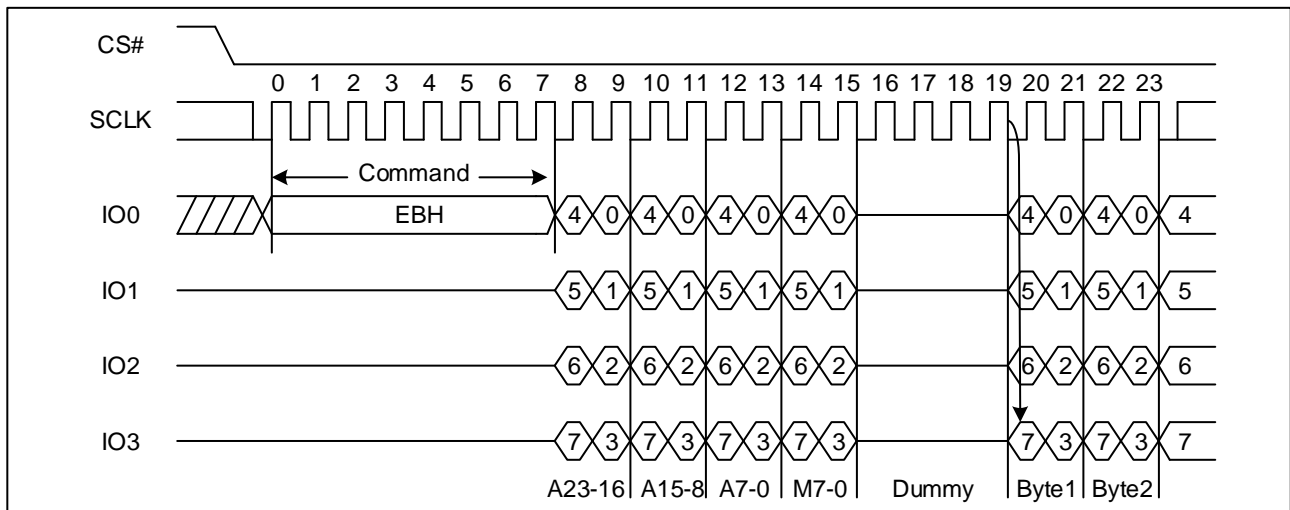 CS#
0 1 2 3 4 5 6 7 8 9 10 11 12 13 14 15 16 17 18 19 20 21 22 23
SCLK
Command
IO0 EBH 4 0 4 0 4 0 4 0 4 0 4 0 4
IO1 5 1 5 1 5 1 5 1 5 1 5 1 5
IO2 6 2 6 2 6 2 6 2 6 2 6 2 6
IO3 7 3 7 3 7 3 7 3 7 3 7 3 7
A23-16 A15-8 A7-0 M7-0 Dummy Byte1 Byte2